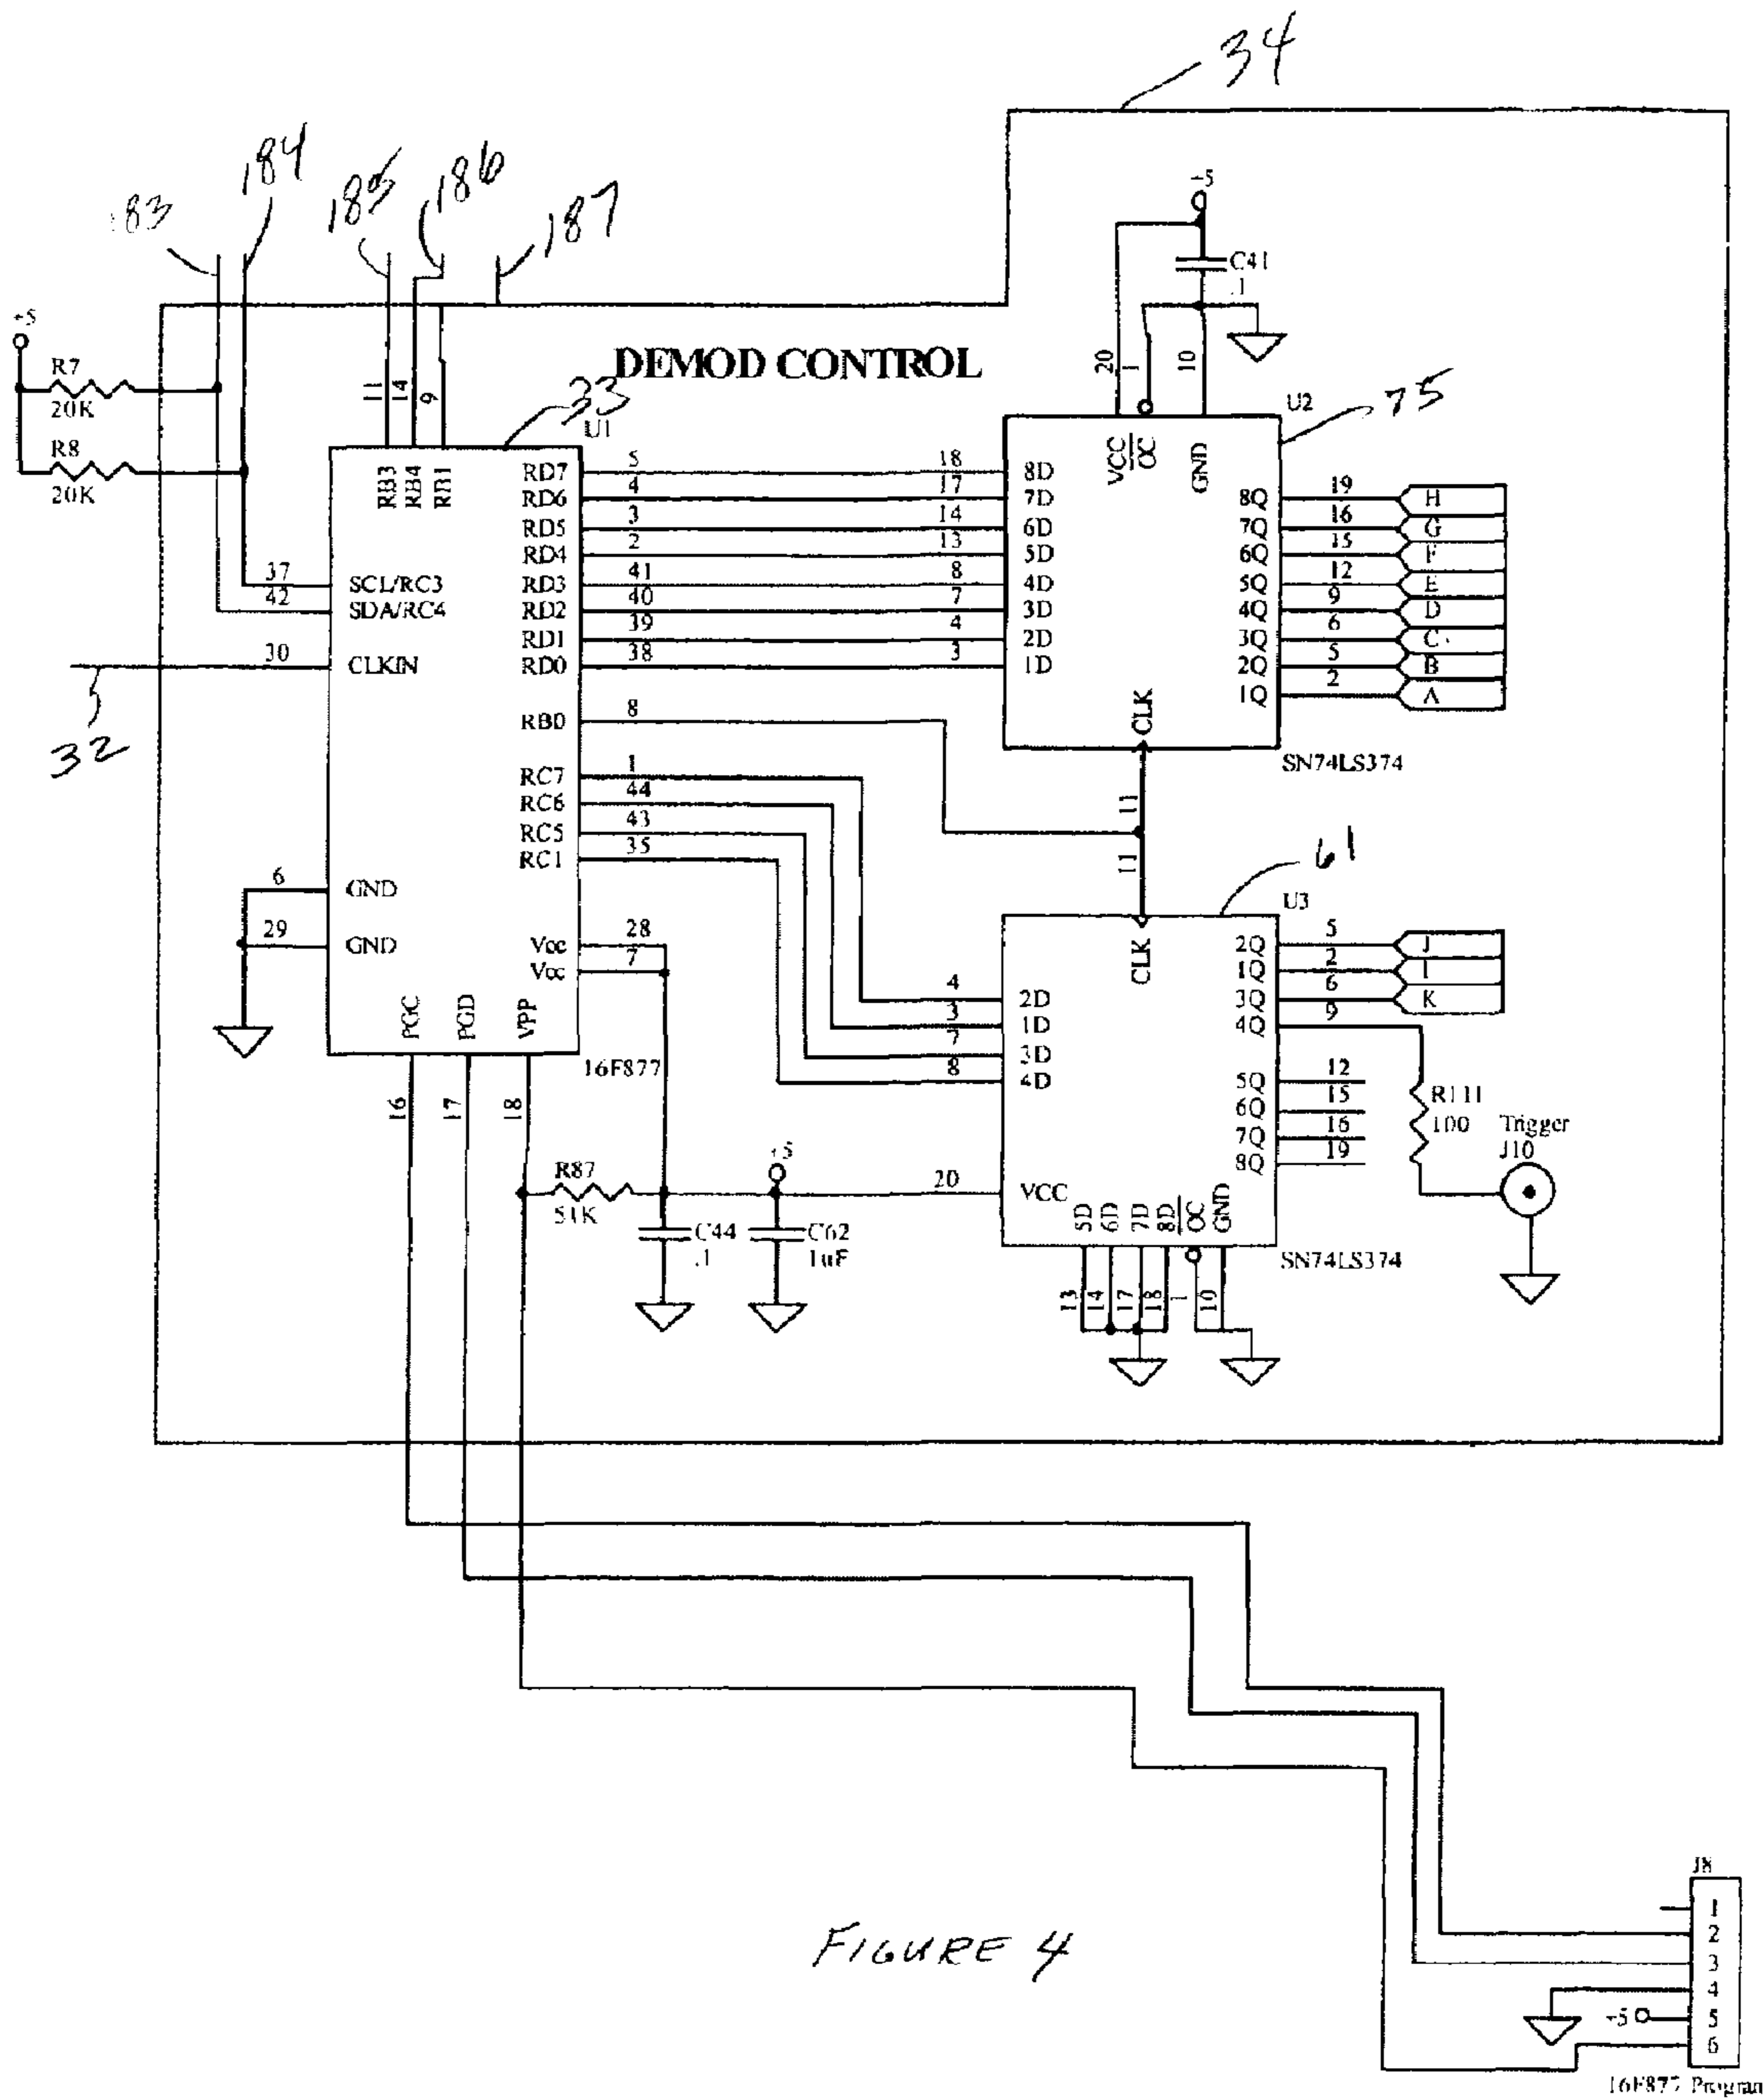 34
184
183
185
186
187
+5
C41
.1
+5
R7
20K
R8
20K
DEMOD CONTROL
11
14
9
20
1
10
33
U1
U2
75
RB3
RB4
RB1
VCC
OC
GND
RD7 5 18 8D
RD6 4 17 7D
RD5 3 14 6D
RD4 2 13 5D
RD3 41 8 4D
RD2 40 7 3D
RD1 39 4 2D
RD0 38 3 1D
8Q 19 H
7Q 16 G
6Q 15 F
5Q 12 E
4Q 9 D
3Q 6 C
2Q 5 B
1Q 2 A
37 SCL/RC3
42 SDA/RC4
30 CLKIN
32
RB0 8
CLK
SN74LS374
RC7 1
RC6 44
RC5 43
RC1 35
11
11
61
U3
6 GND
29 GND
Vcc 28
Vcc 7
CLK
2Q 5 J
1Q 2 I
3Q 6 K
4Q 9
4 2D
3 1D
7 3D
8 4D
PGC
PGD
VPP
16F877
16
17
18
5Q 12
6Q 15
7Q 16
8Q 19
R111
100
Trigger
J10
R87
51K
+5
20 VCC
C44
.1
C62
1uF
5D
6D
7D
8D
OC
GND
SN74LS374
13
14
17
18
1
10
J8
1
2
3
4
+5 5
6
16F877 Program
FIGURE 4